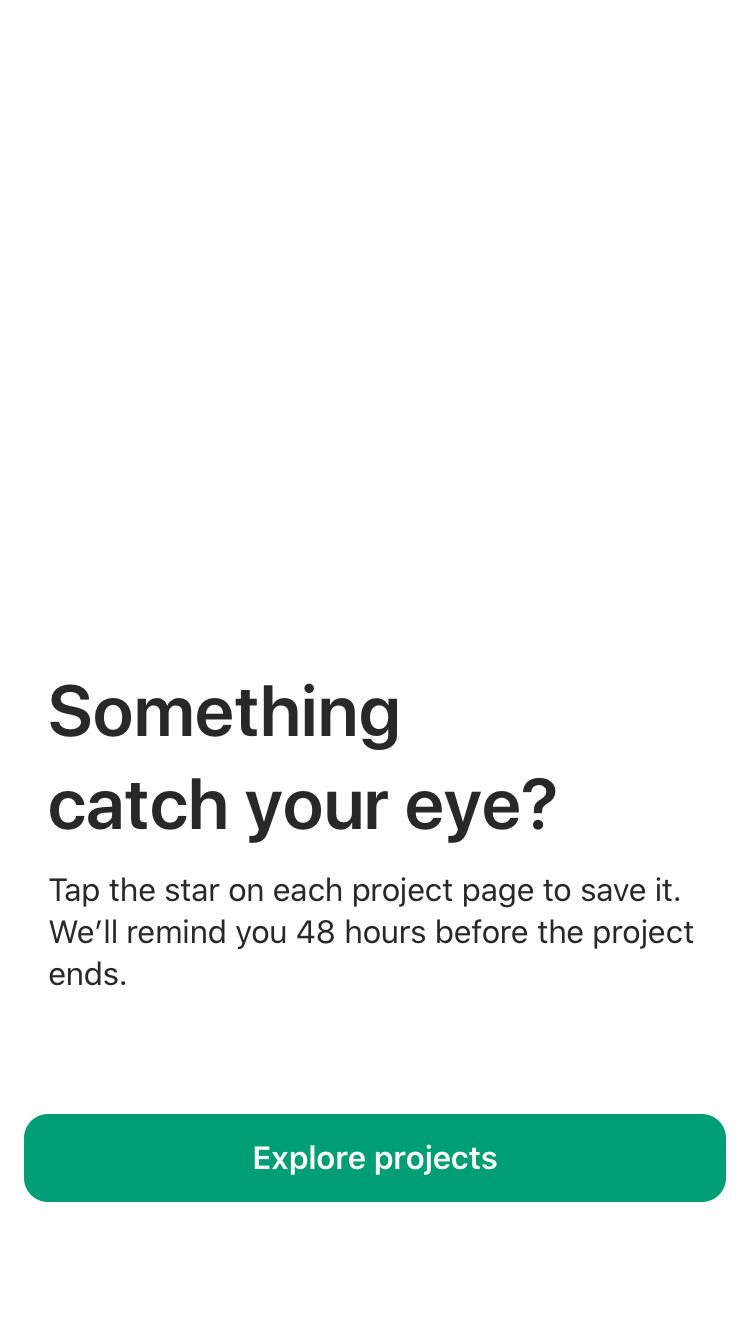 Something
catch your eye?
Tap the star on each project page to save it.
We’ll remind you 48 hours before the project
ends.
Explore projects